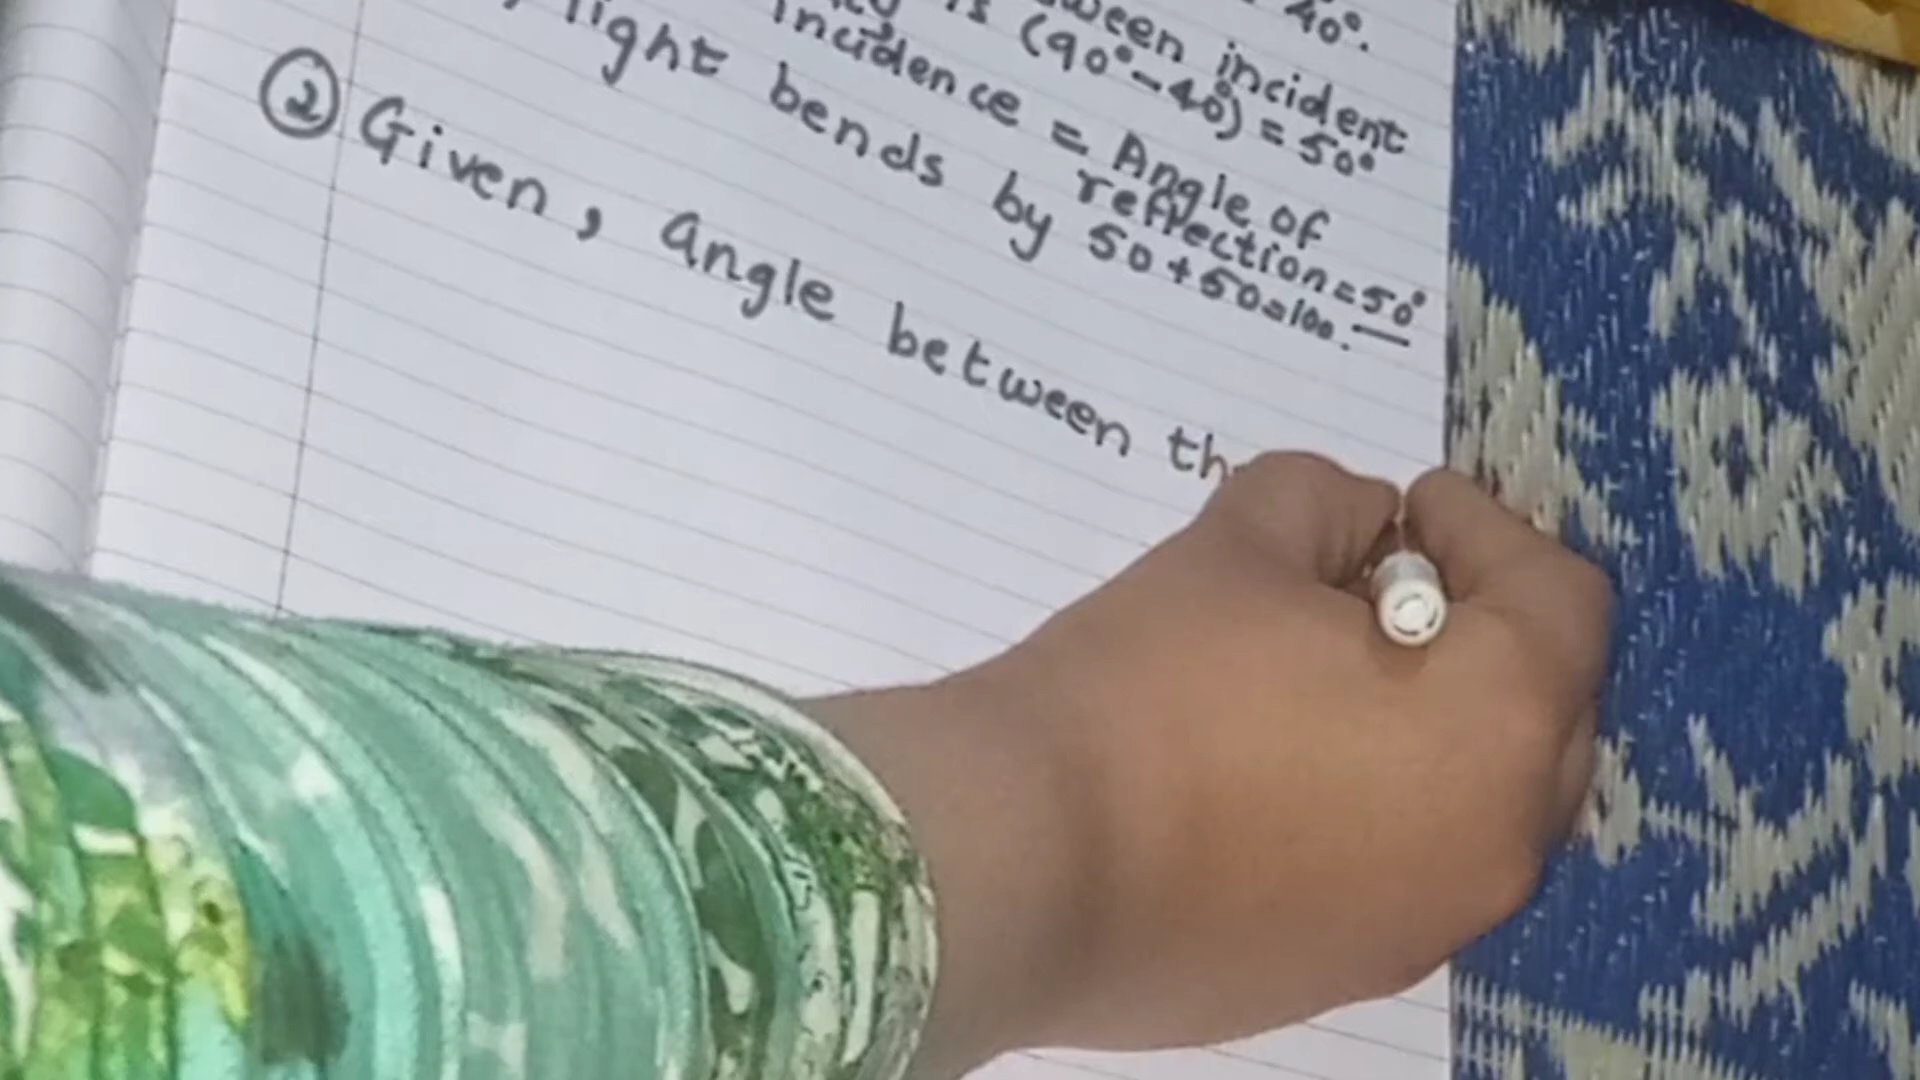 40°.
ween incident
is (90°-40°) = 50°
incidence = Angle of
reflection = 50°
light bends by 50+50=100.
② Given, angle between th